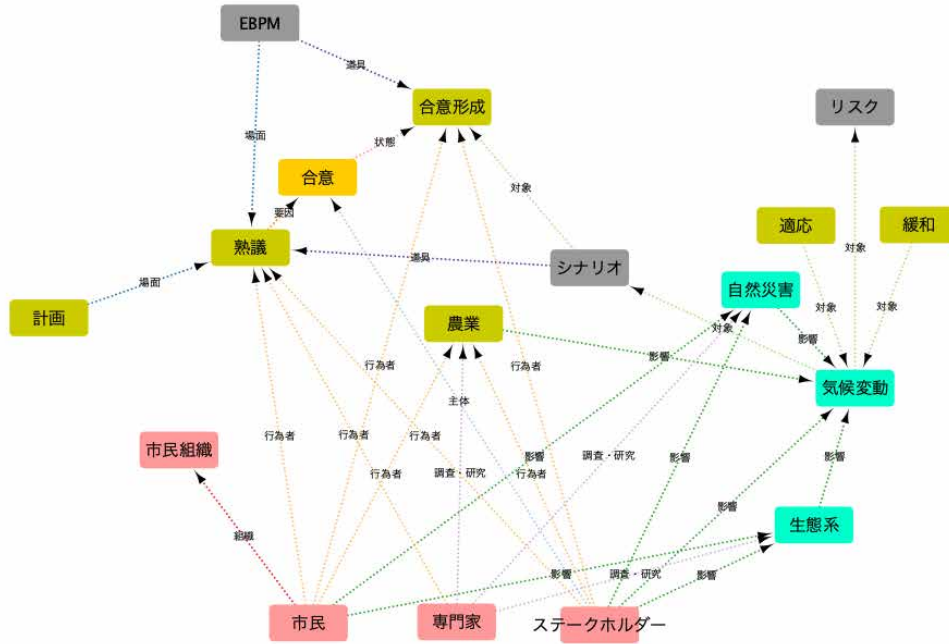 EBPM
道具
合意形成
リスク
場面
状態
合意
対象
要因
適応
緩和
熟議
道具
シナリオ
対象
場面
自然災害
計画
農業
対象
対象
対象
影響
影響
行為者
行為者
気候変動
主体
行為者
行為者
行為者
市民組織
影響
調査・研究
影響
影響
行為者
調査・研究
行為者
影響
生態系
組織
影響
調査・研究
影響
市民
専門家
ステークホルダー